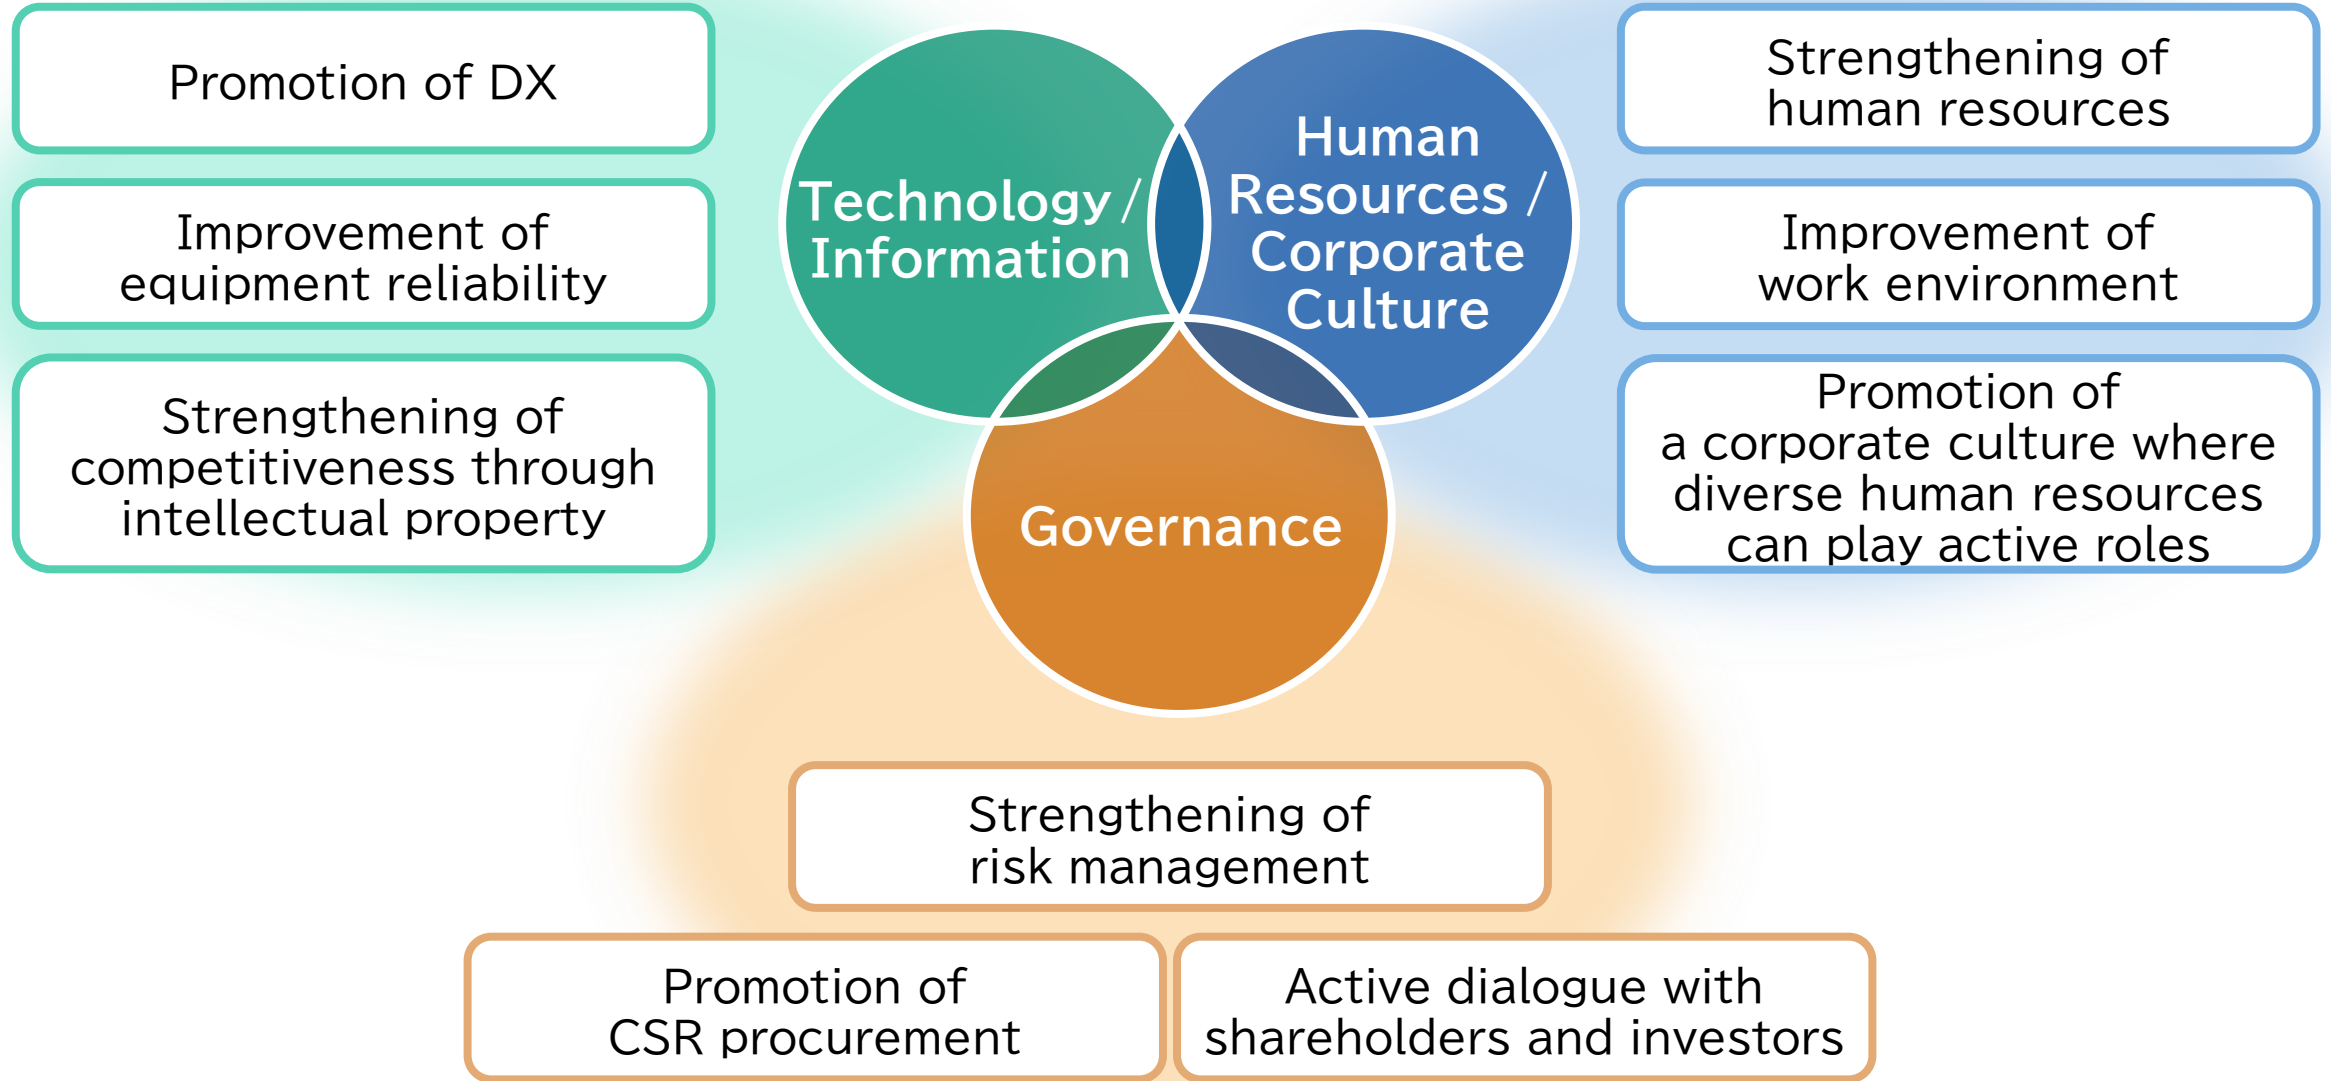 Promotion of DX
Improvement of
equipment reliability
Strengthening of
competitiveness through
intellectual property
Technology/
Information
Human
Resources /
Corporate
Culture
Governance
Strengthening of
human resources
Improvement of
work environment
Promotion of
a corporate culture where
diverse human resources
can play active roles
Strengthening of
risk management
Promotion of
CSR procurement
Active dialogue with
shareholders and investors